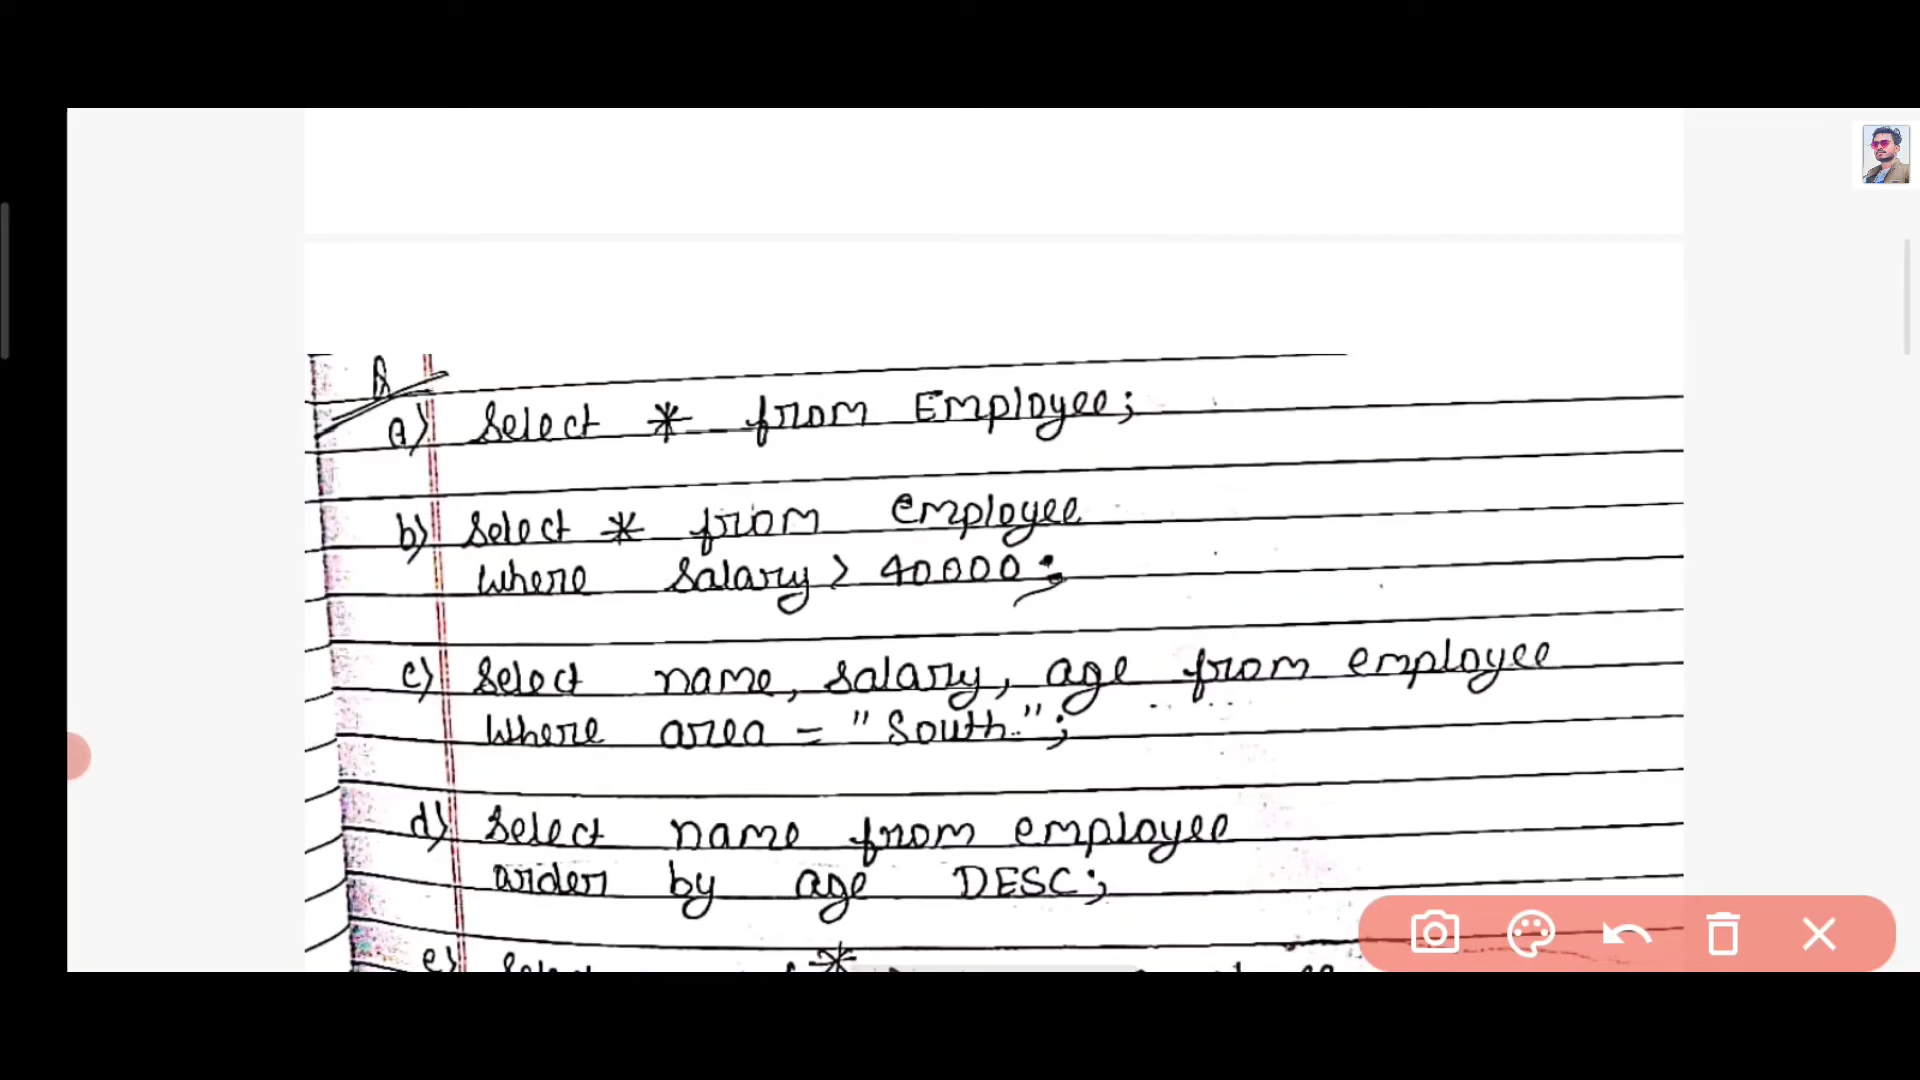 A
a) Select * from Employee;
b) Select * from employee
where salary > 40000;
c) Select name, salary, age from employee
where area = "South";
d) Select name from employee
order by age DESC;
e) Select